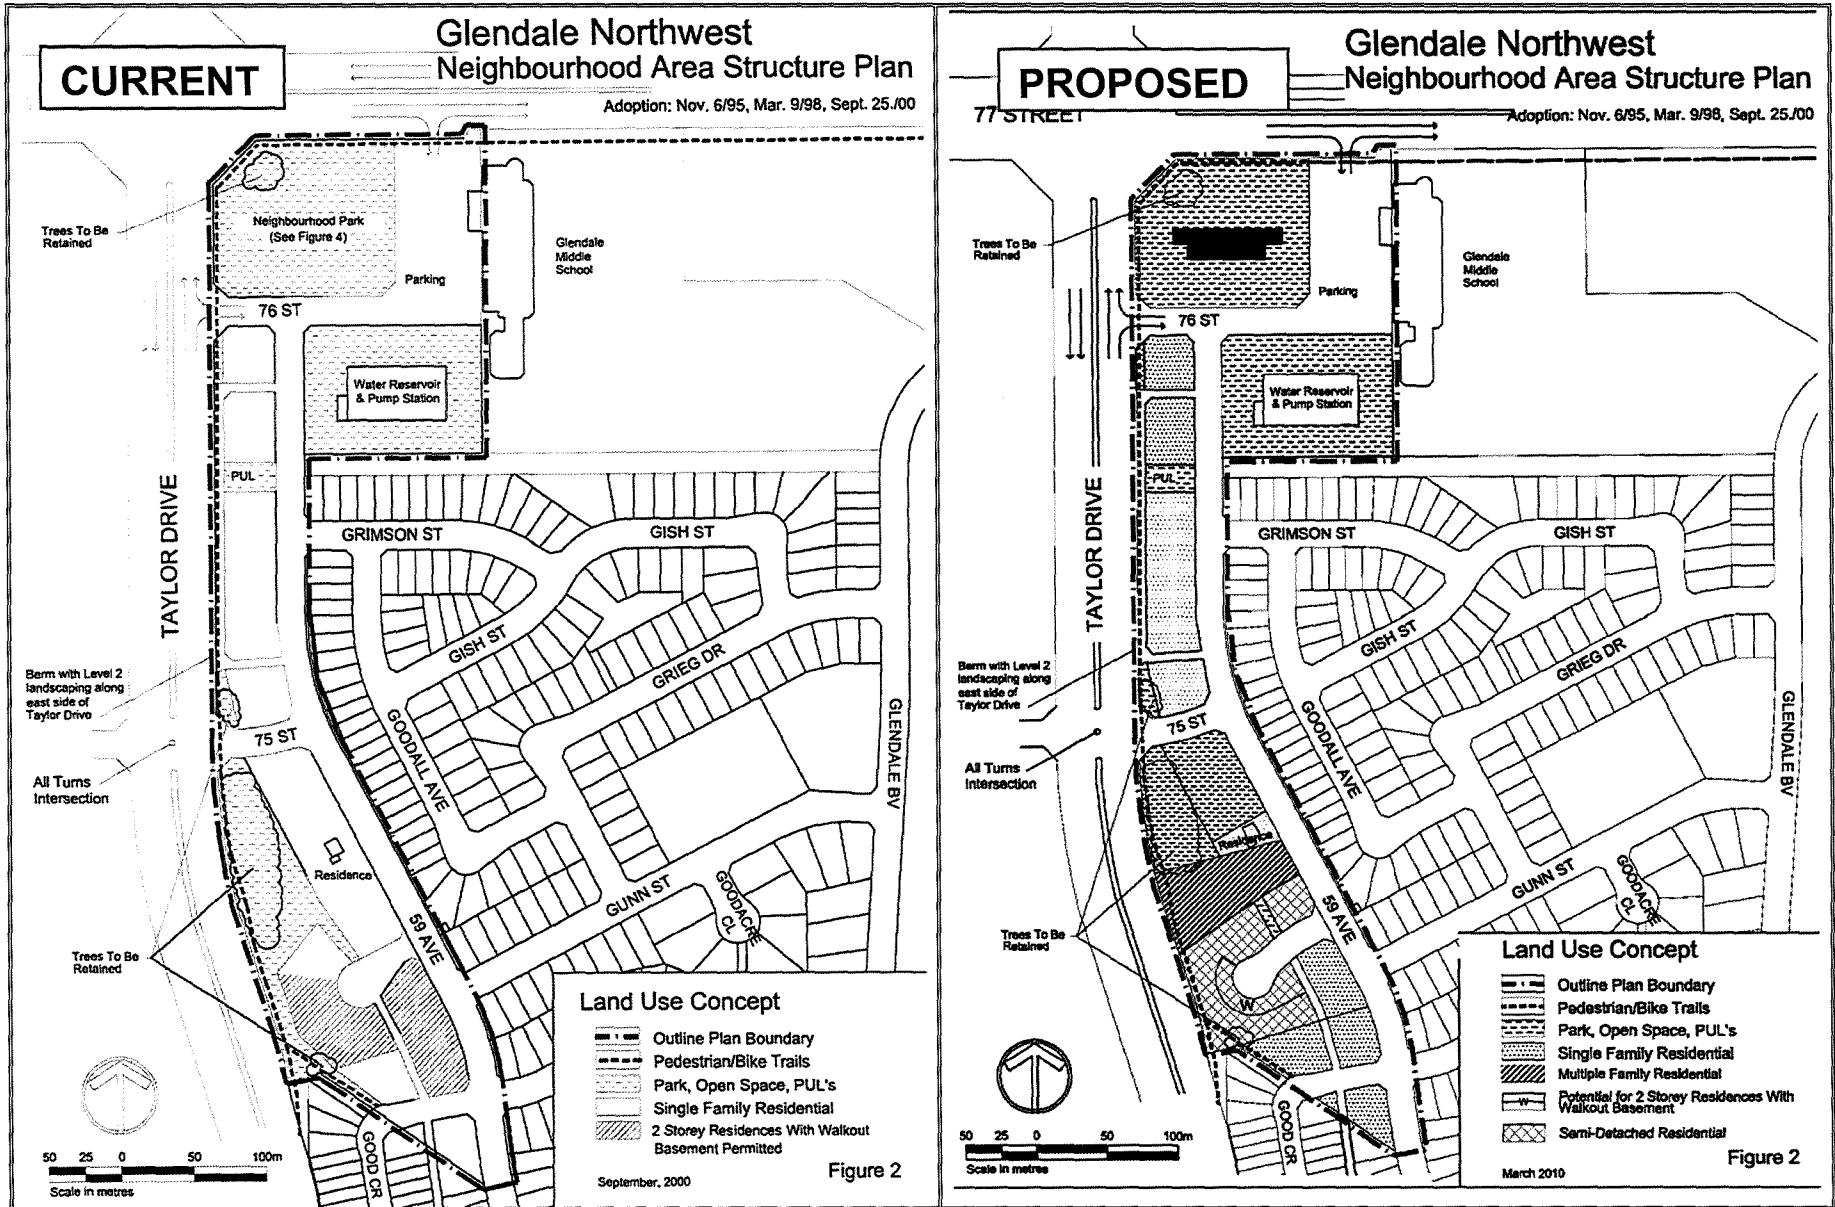 CURRENT
Glendale Northwest
Neighbourhood Area Structure Plan
Adoption: Nov. 6/95, Mar. 9/98, Sept. 25./00
Trees To Be
Retained
Neighbourhood Park
(See Figure 4)
Glendale
Middle
School
Parking
76 ST
Water Reservoir
& Pump Station
PUL
TAYLOR DRIVE
GRIMSON ST
GISH ST
GISH ST
GRIEG DR
Berm with Level 2
landscaping along
east side of
Taylor Drive
GOODALL AVE
GLENDALE BV
75 ST
All Turns
Intersection
Residence
GUNN ST
GOODACRE
CL
59 AVE
Trees To Be
Retained
GOOD CR
Land Use Concept
Outline Plan Boundary
Pedestrian/Bike Trails
Park, Open Space, PUL's
Single Family Residential
2 Storey Residences With Walkout
Basement Permitted
50 25 0 50 100m
Scale in metres
September, 2000
Figure 2
PROPOSED
Glendale Northwest
Neighbourhood Area Structure Plan
Adoption: Nov. 6/95, Mar. 9/98, Sept. 25./00
77 STREET
Trees To Be
Retained
Glendale
Middle
School
Parking
76 ST
Water Reservoir
& Pump Station
PUL
TAYLOR DRIVE
GRIMSON ST
GISH ST
GISH ST
GRIEG DR
Berm with Level 2
landscaping along
east side of
Taylor Drive
GOODALL AVE
GLENDALE BV
75 ST
All Turns
Intersection
Residence
GUNN ST
GOODACRE
CL
59 AVE
Trees To Be
Retained
W
GOOD CR
Land Use Concept
Outline Plan Boundary
Pedestrian/Bike Trails
Park, Open Space, PUL's
Single Family Residential
Multiple Family Residential
W
Potential for 2 Storey Residences With
Walkout Basement
Semi-Detached Residential
50 25 0 50 100m
Scale in metres
March 2010
Figure 2